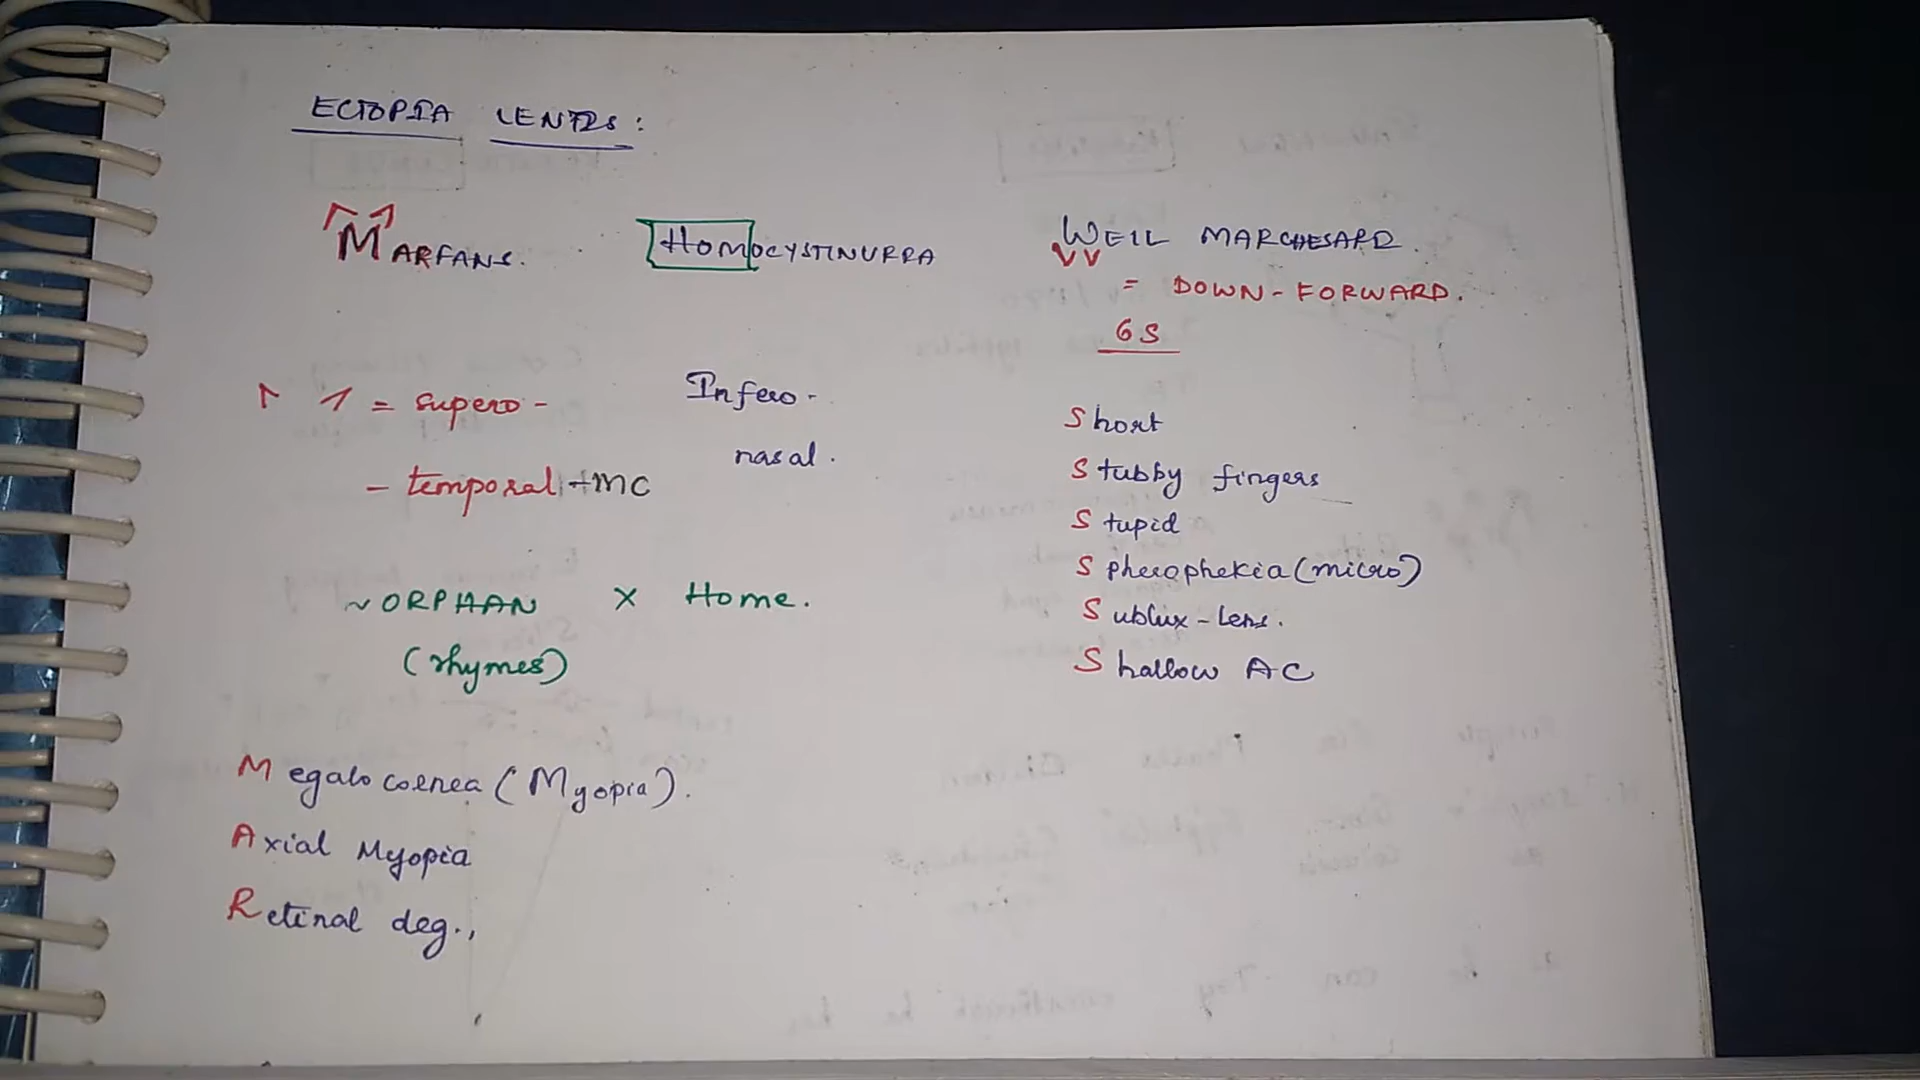 ECTOPIA LENTIS:
MARFANS.
HOMOCYSTINURIA
WEIL MARCHESARD.
= DOWN-FORWARD.
6S
= supero -
- temporal +MC
Infero-
nasal.
Short
Stubby fingers
Stupid
Spherophekia (micro)
Sublux-Lens.
Shallow AC
~ ORPHAN X Home.
(rhymes)
Megalo cornea (Myopia).
Axial Myopia
Retinal deg.,